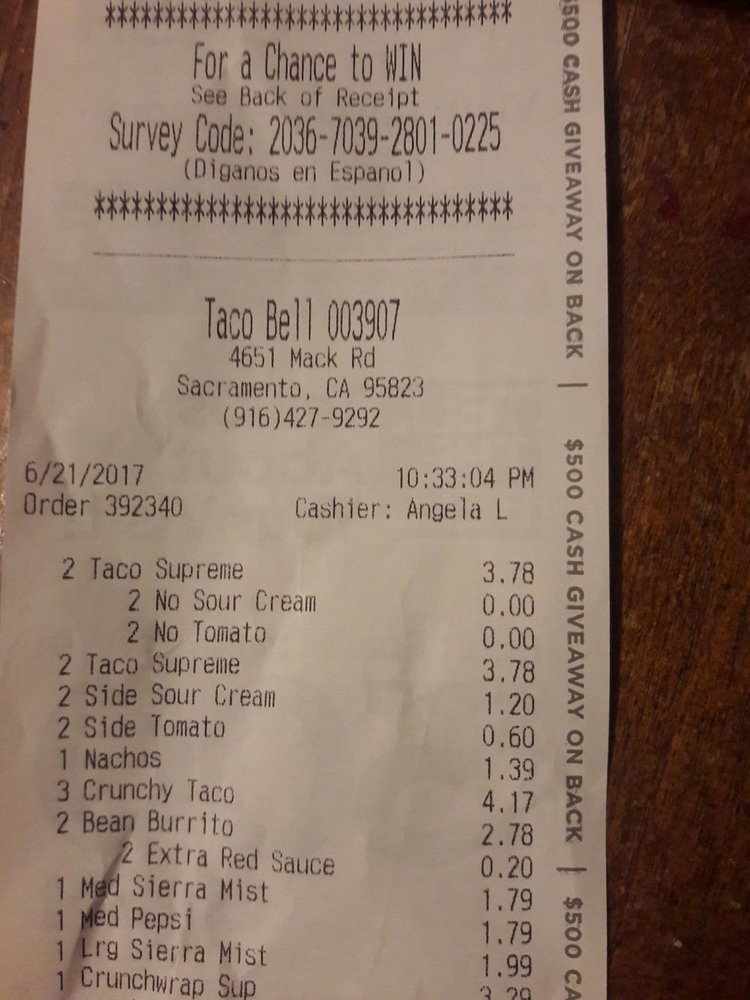 *********************************
For a Chance to WIN
See Back of Receipt
Survey Code: 2036-7039-2801-0225
(Diganos en Espanol)
*********************************
Taco Bell 003907
4651 Mack Rd
Sacramento, CA 95823
(916)427-9292
6/21/2017 10:33:04 PM
Order 392340 Cashier: Angela L
2 Taco Supreme 3.78
2 No Sour Cream 0.00
2 No Tomato 0.00
2 Taco Supreme 3.78
2 Side Sour Cream 1.20
2 Side Tomato 0.60
1 Nachos 1.39
3 Crunchy Taco 4.17
2 Bean Burrito 2.78
2 Extra Red Sauce 0.20
1 Med Sierra Mist 1.79
1 Med Pepsi 1.79
1 Lrg Sierra Mist 1.99
1 Crunchwrap Sup 3.29
$500 CASH GIVEAWAY ON BACK | $500 CASH GIVEAWAY ON BACK | $500 CA